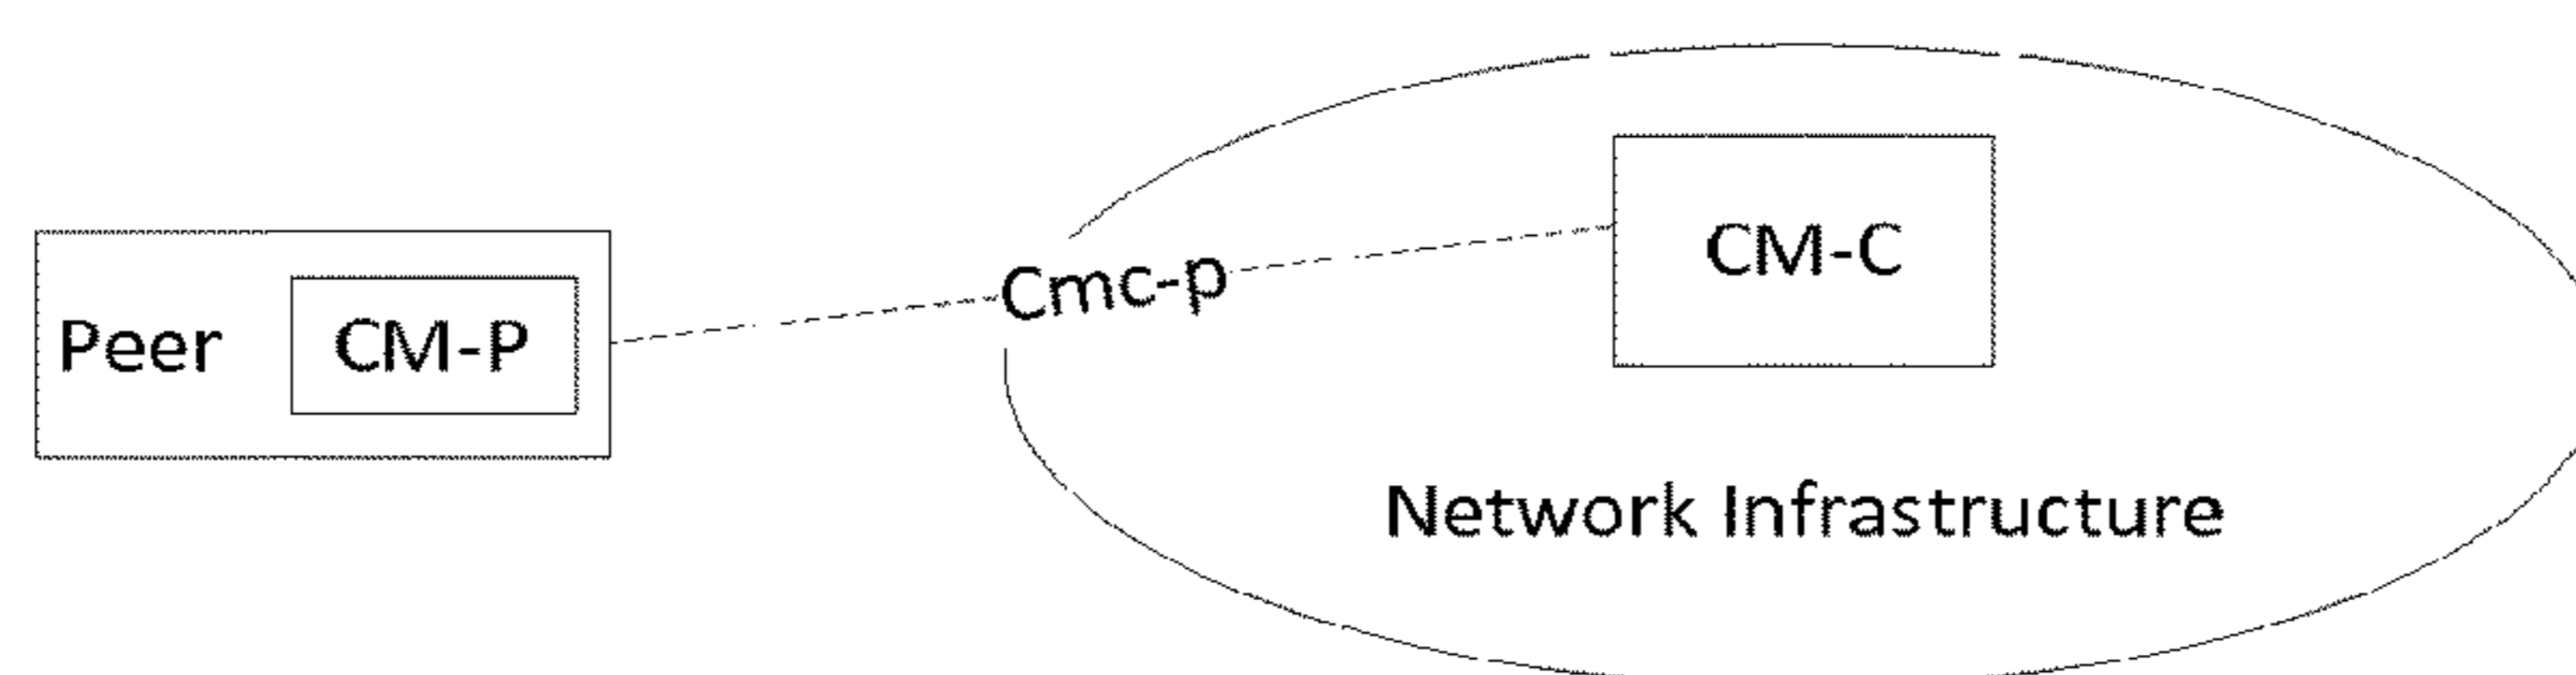 Peer
CM-P
Cmc-p
CM-C
Network Infrastructure